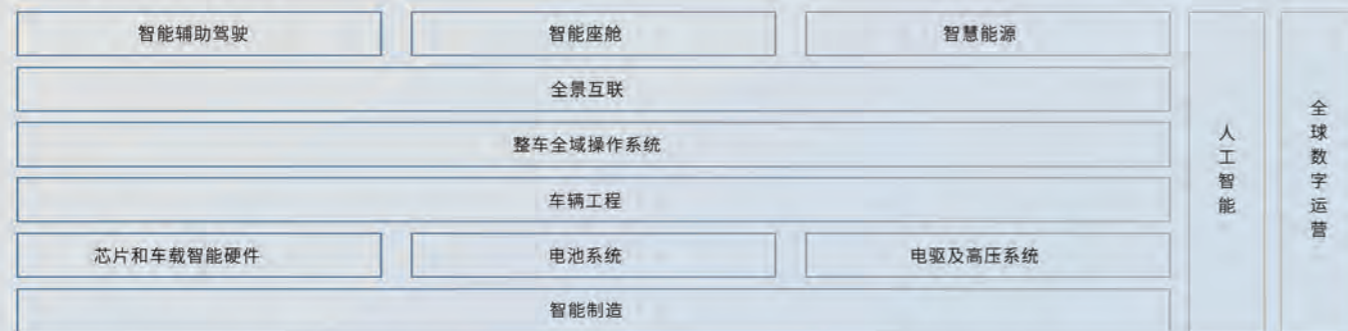 智能辅助驾驶
智能座舱
智慧能源
全景互联
整车全域操作系统
车辆工程
芯片和车载智能硬件
电池系统
电驱及高压系统
智能制造
人工智能
全球数字运营